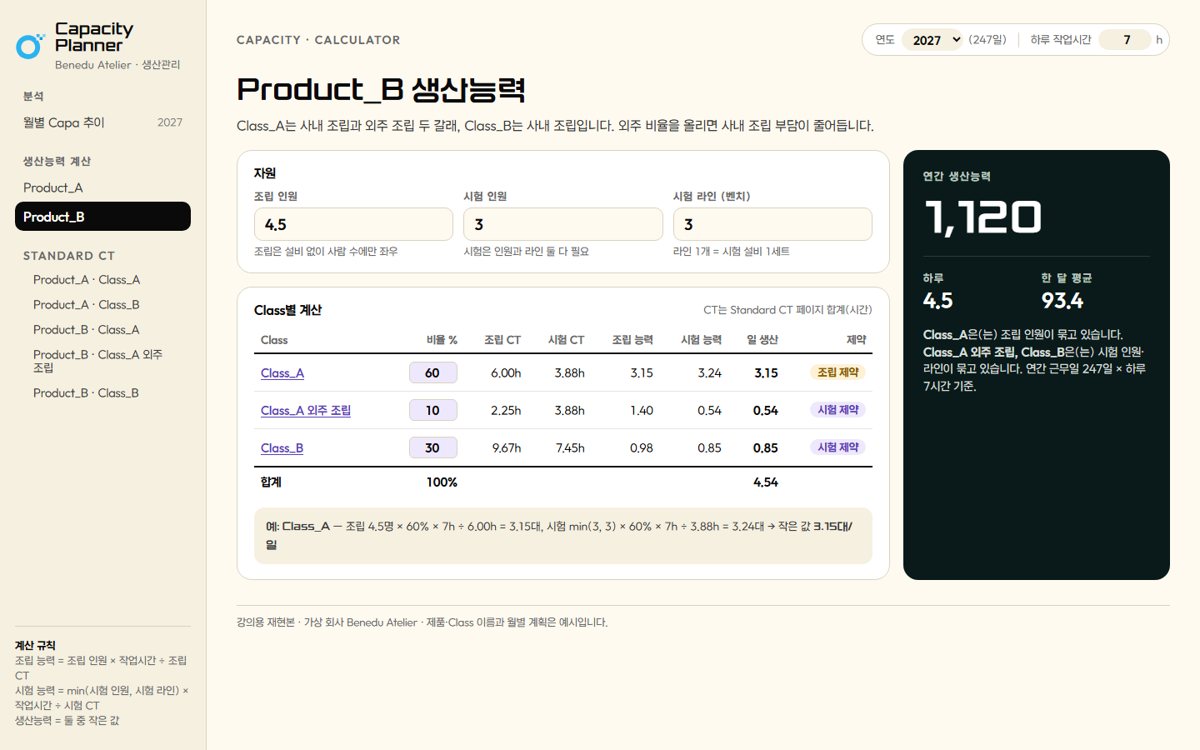 Capacity
Planner
Benedu Atelier · 생산관리
분석
월별 Capa 추이 2027
생산능력 계산
Product_A
Product_B
STANDARD CT
Product_A · Class_A
Product_A · Class_B
Product_B · Class_A
Product_B · Class_A 외주
조립
Product_B · Class_B
계산 규칙
조립 능력 = 조립 인원 × 작업시간 ÷ 조립
CT
시험 능력 = min(시험 인원, 시험 라인) ×
작업시간 ÷ 시험 CT
생산능력 = 둘 중 작은 값
CAPACITY · CALCULATOR
연도 2027 (247일) 하루 작업시간 7 h
Product_B 생산능력
Class_A는 사내 조립과 외주 조립 두 갈래, Class_B는 사내 조립입니다. 외주 비율을 올리면 사내 조립 부담이 줄어듭니다.
자원
조립 인원 시험 인원 시험 라인 (벤치)
4.5 3 3
조립은 설비 없이 사람 수에만 좌우 시험은 인원과 라인 둘 다 필요 라인 1개 = 시험 설비 1세트
Class별 계산 CT는 Standard CT 페이지 합계(시간)
Class 비율 % 조립 CT 시험 CT 조립 능력 시험 능력 일 생산 제약
Class_A 60 6.00h 3.88h 3.15 3.24 3.15 조립 제약
Class_A 외주 조립 10 2.25h 3.88h 1.40 0.54 0.54 시험 제약
Class_B 30 9.67h 7.45h 0.98 0.85 0.85 시험 제약
합계 100% 4.54
예: Class_A — 조립 4.5명 × 60% × 7h ÷ 6.00h = 3.15대, 시험 min(3, 3) × 60% × 7h ÷ 3.88h = 3.24대 → 작은 값 3.15대/
일
연간 생산능력
1,120
하루 한 달 평균
4.5 93.4
Class_A은(는) 조립 인원이 묶고 있습니다.
Class_A 외주 조립, Class_B은(는) 시험 인원·
라인이 묶고 있습니다. 연간 근무일 247일 × 하루
7시간 기준.
강의용 재현본 · 가상 회사 Benedu Atelier · 제품·Class 이름과 월별 계획은 예시입니다.